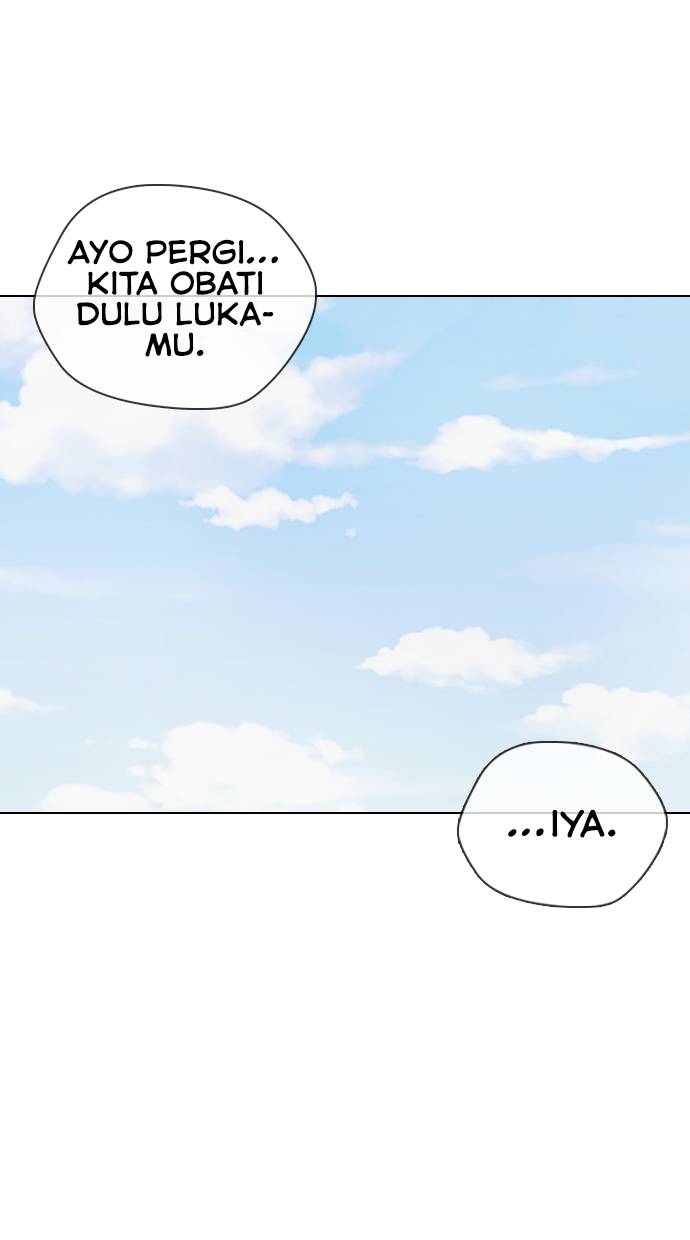 AYO PERGI...
KITA OBATI
DULU LUKA-
MU.
...IYA.